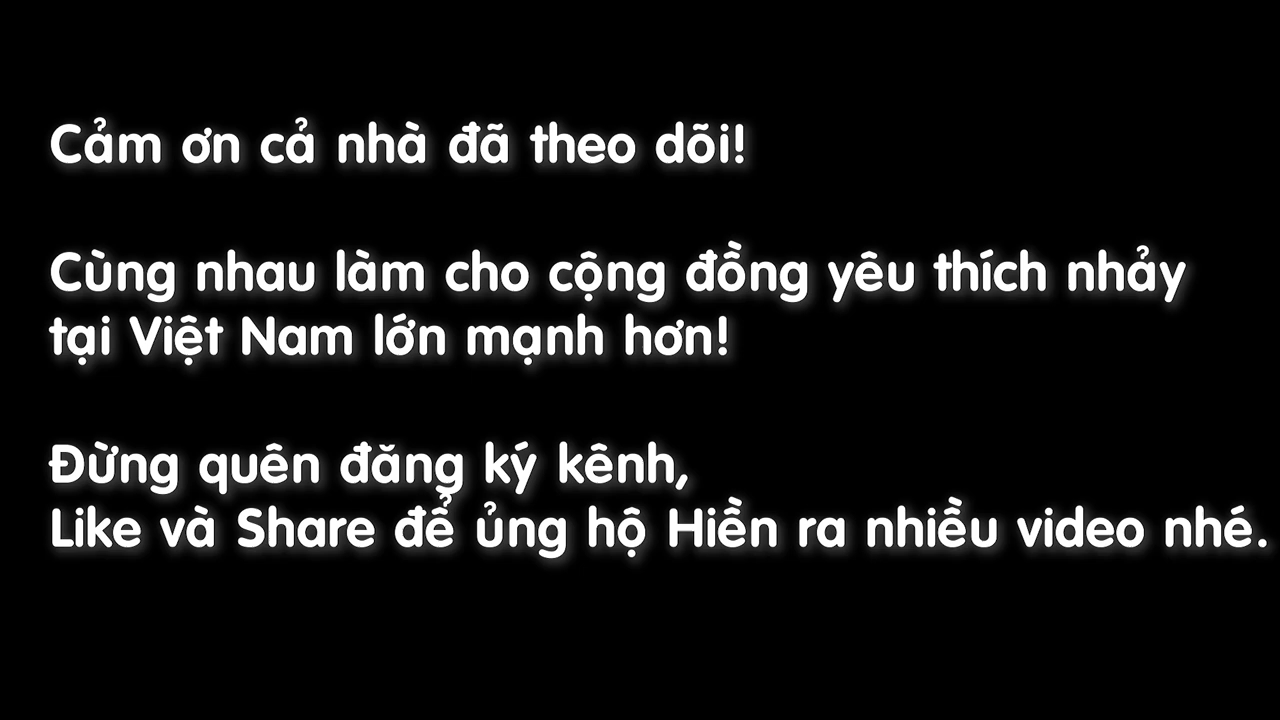 Cảm ơn cả nhà đã theo dõi!
Cùng nhau làm cho cộng đồng yêu thích nhảy
tại Việt Nam lớn mạnh hơn!
Đừng quên đăng ký kênh,
Like và Share để ủng hộ Hiền ra nhiều video nhé.